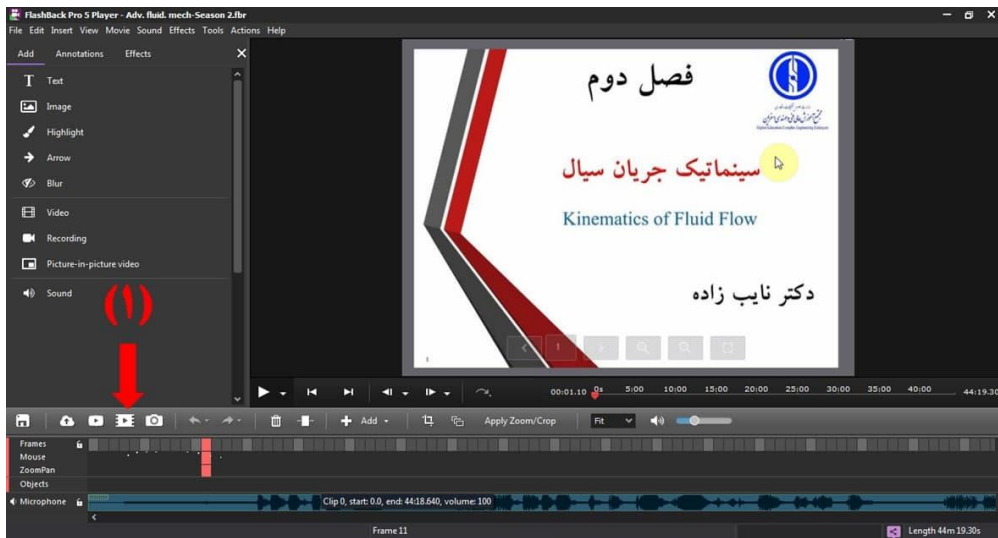 FlashBack Pro 5 Player - Adv. fluid. mech-Season 2.fbr
File Edit Insert View Movie Sound Effects Tools Actions Help
Add Annotations Effects
Text
Image
Highlight
Arrow
Blur
Video
Recording
Picture-in-picture video
Sound
(۱)
فصل دوم
سینماتیک جریان سیال
Kinematics of Fluid Flow
دکتر نایب زاده
1
1
00:01.10 0s 5:00 10:00 15:00 20:00 25:00 30:00 35:00 40:00 44:19.30
Add Apply Zoom/Crop Fit
Frames
Mouse
ZoomPan
Objects
Microphone
Clip 0, start: 0.0, end: 44:18.640, volume: 100
Frame 11 Length 44m 19.30s